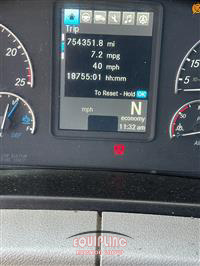 Trip
754351.8 mi
7.2 mpg
40 mph
18755:01 hh:mm
To Reset - Hold OK
mph
N
economy
11:32 am
25
EQUIPLINC